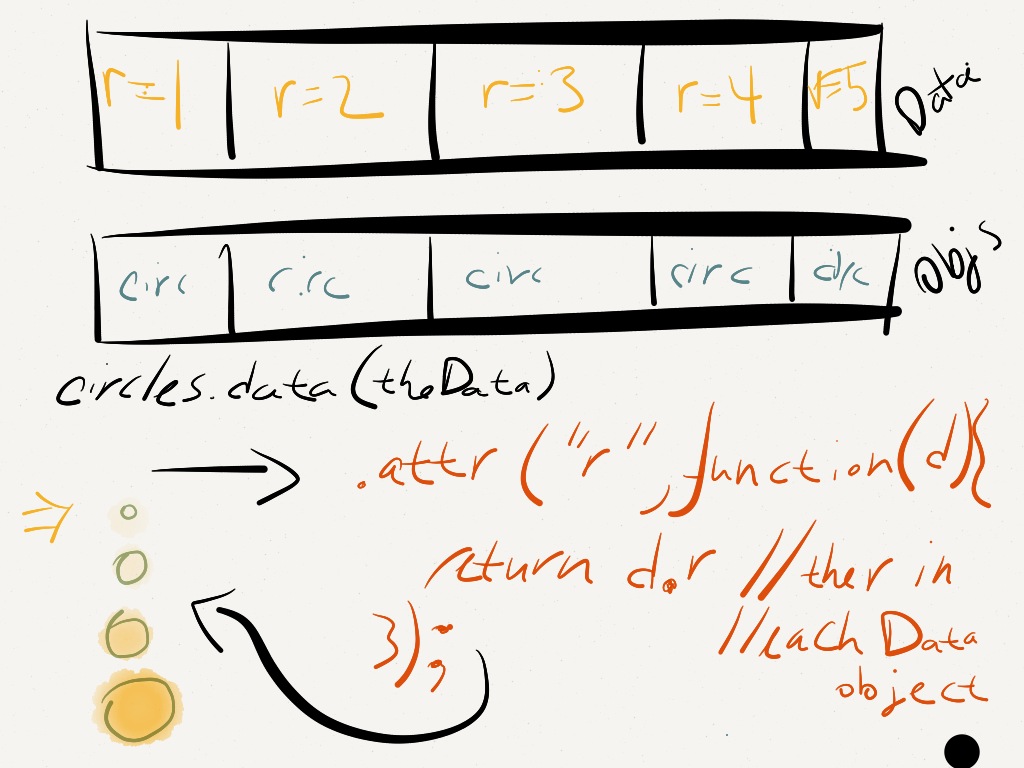 r=1 r=2 r=3 r=4 r=5 Data
circ circ circ circ circ Objs
circles.data(theData)
.attr("r", function(d){
return d.r //the r in
//each Data
object
});